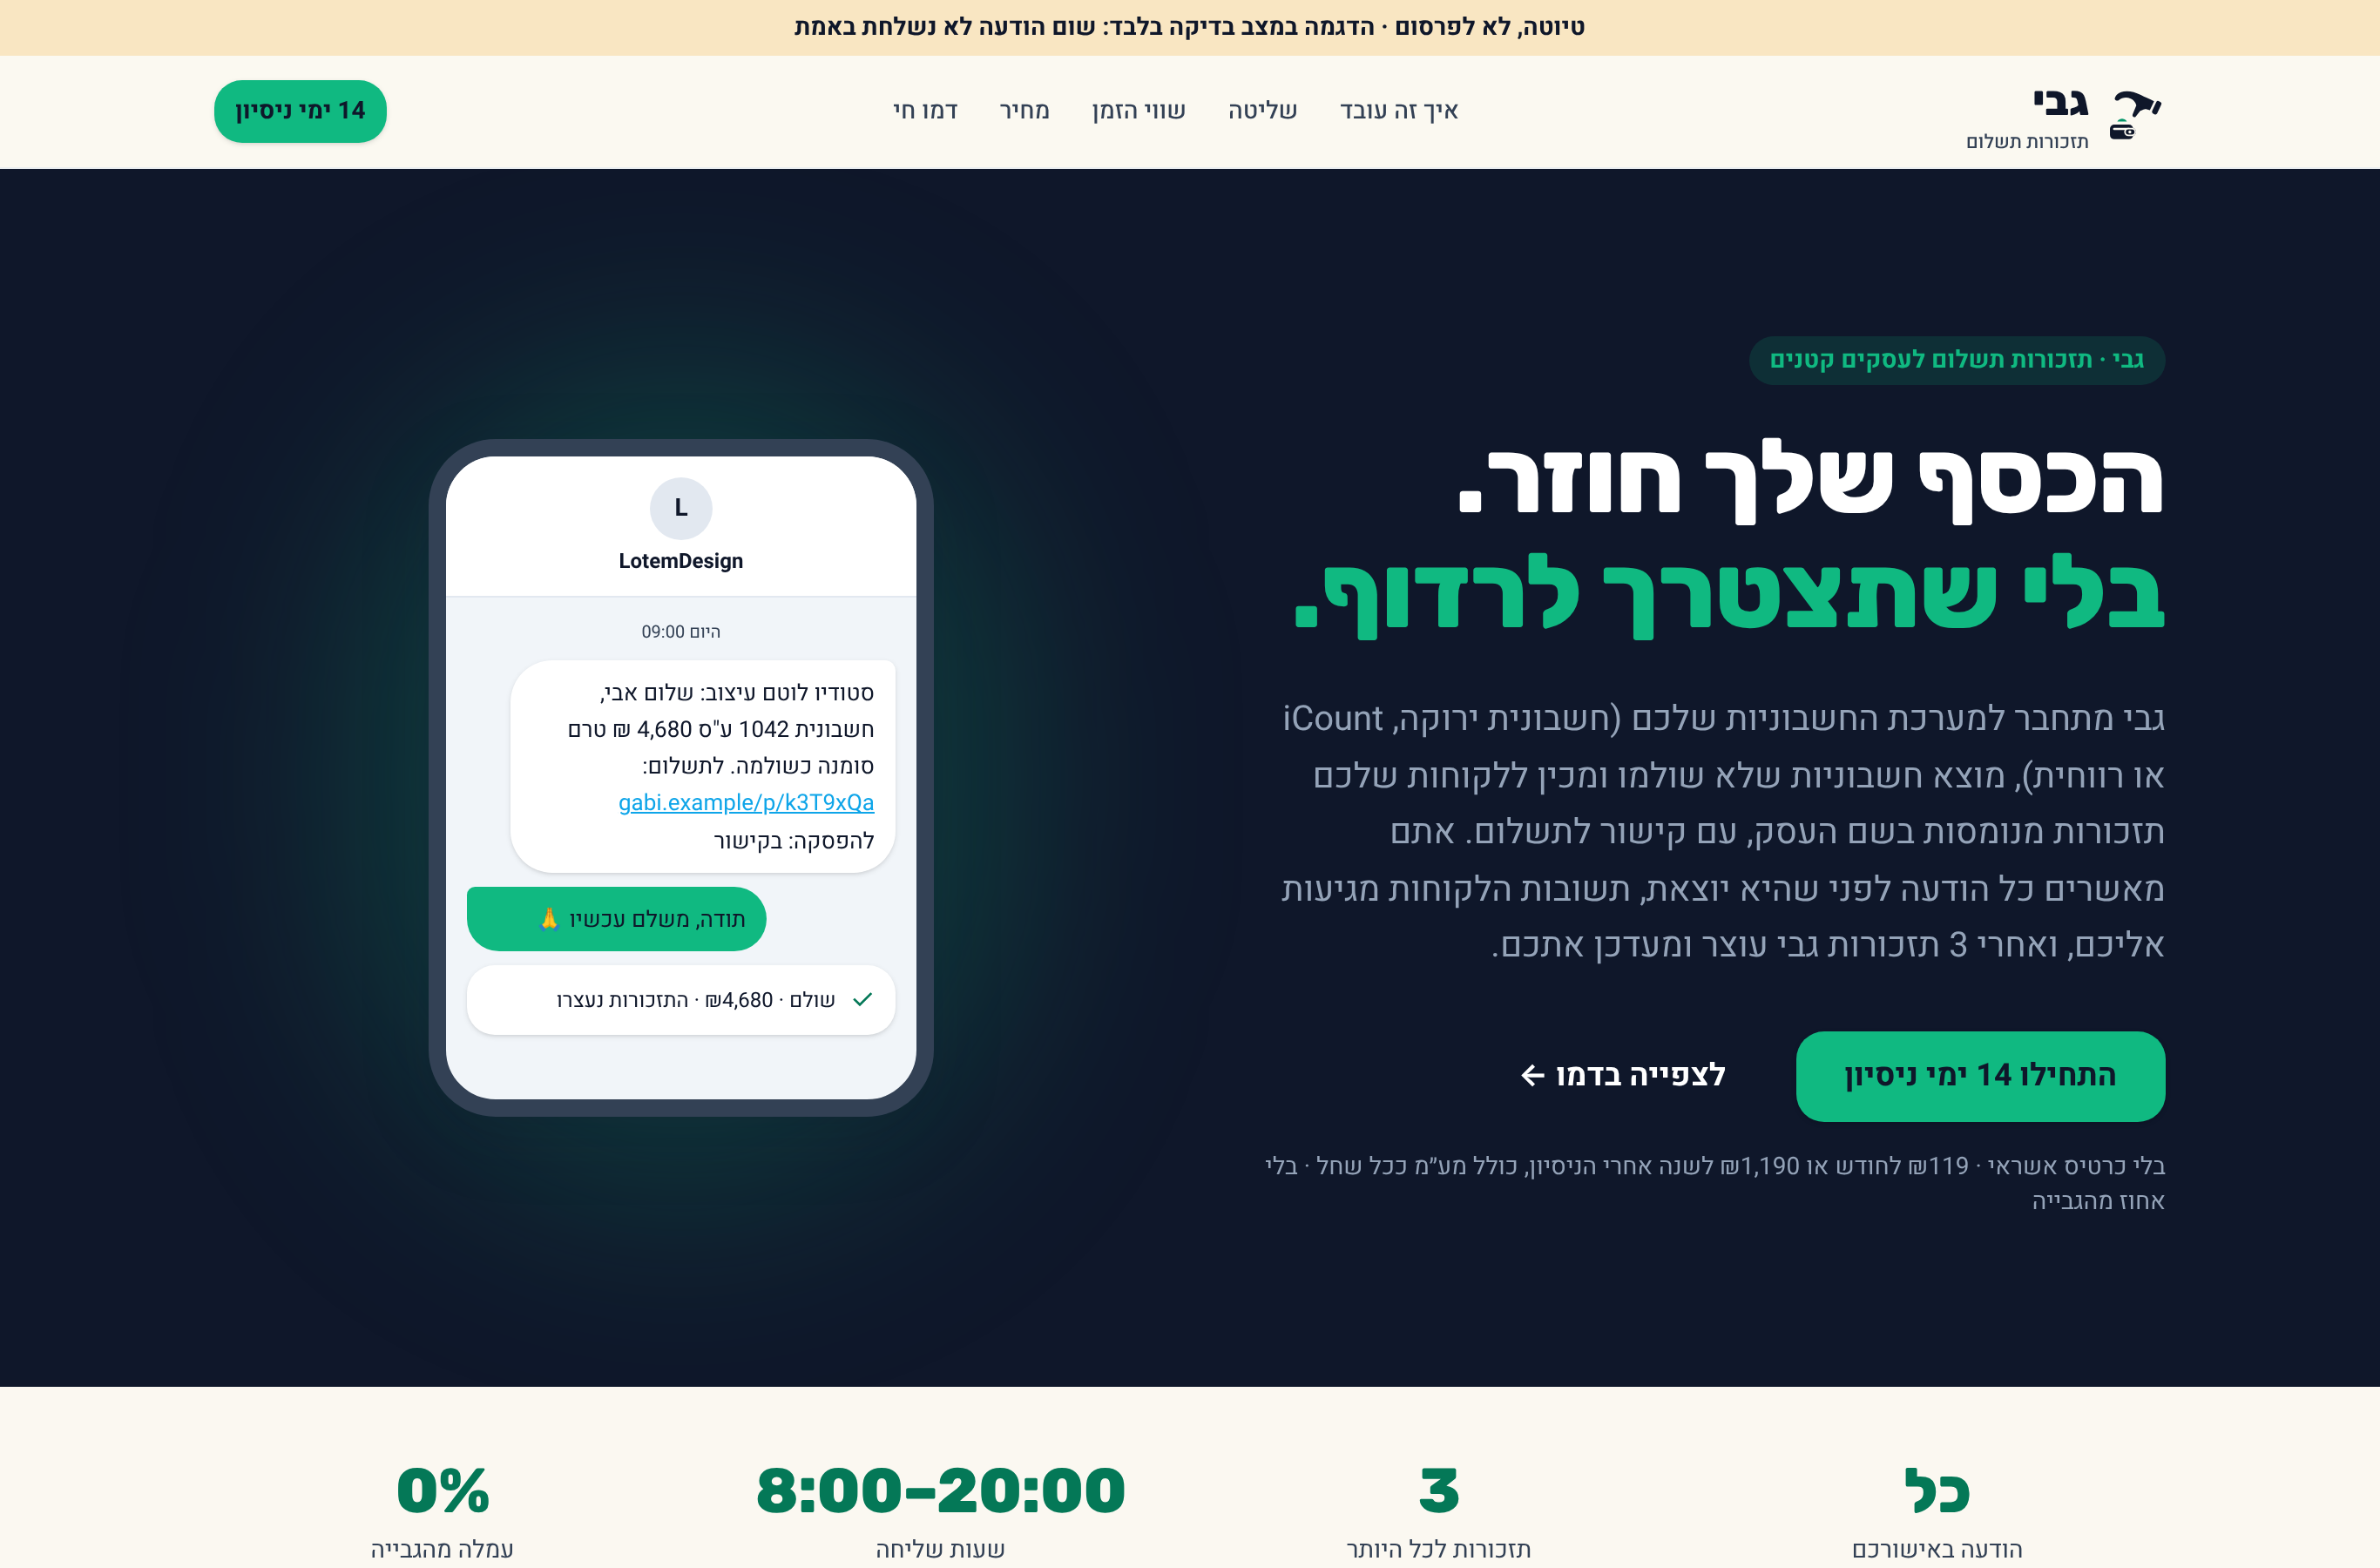 טיוטה, לא לפרסום · הדגמה במצב בדיקה בלבד: שום הודעה לא נשלחת באמת
גבי
תזכורות תשלום
איך זה עובד
שליטה
שווי הזמן
מחיר
דמו חי
14 ימי ניסיון
גבי · תזכורות תשלום לעסקים קטנים
הכסף שלך חוזר.
בלי שתצטרך לרדוף.
גבי מתחבר למערכת החשבוניות שלכם (חשבונית ירוקה, iCount
או רווחית), מוצא חשבוניות שלא שולמו ומכין ללקוחות שלכם
תזכורות מנומסות בשם העסק, עם קישור לתשלום. אתם
מאשרים כל הודעה לפני שהיא יוצאת, תשובות הלקוחות מגיעות
אליכם, ואחרי 3 תזכורות גבי עוצר ומעדכן אתכם.
התחילו 14 ימי ניסיון
לצפייה בדמו ←
בלי כרטיס אשראי · ₪119 לחודש או ₪1,190 לשנה אחרי הניסיון, כולל מע״מ ככל שחל · בלי
אחוז מהגבייה
L
LotemDesign
היום 09:00
סטודיו לוטם עיצוב: שלום אבי,
חשבונית 1042 ע"ס 4,680 ₪ טרם
סומנה כשולמה. לתשלום:
gabi.example/p/k3T9xQa
להפסקה: בקישור
תודה, משלם עכשיו 🙏
שולם · ₪4,680 · התזכורות נעצרו
כל
הודעה באישורכם
3
תזכורות לכל היותר
8:00–20:00
שעות שליחה
0%
עמלה מהגבייה